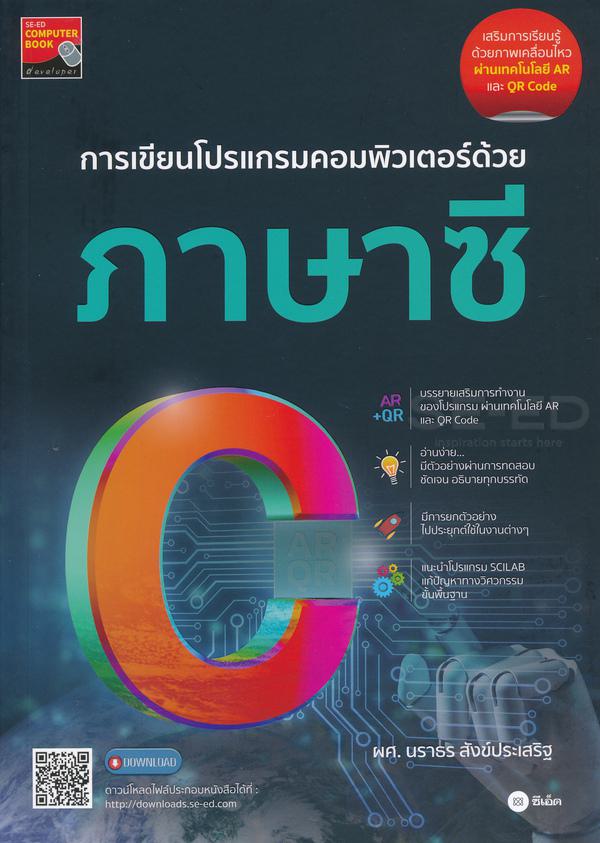 SE-ED
COMPUTER
BOOK
developer
เสริมการเรียนรู้
ด้วยภาพเคลื่อนไหว
ผ่านเทคโนโลยี AR
และ QR Code
การเขียนโปรแกรมคอมพิวเตอร์ด้วย
ภาษาซี
AR
+QR
บรรยายเสริมการทำงาน
ของโปรแกรม ผ่านเทคโนโลยี AR
และ QR Code
SE-ED
inspiration starts here
อ่านง่าย...
มีตัวอย่างผ่านการทดสอบ
ชัดเจน อธิบายทุกบรรทัด
มีการยกตัวอย่าง
ไปประยุกต์ใช้ในงานต่างๆ
แนะนำโปรแกรม SCILAB
แก้ปัญหาทางวิศวกรรม
ขั้นพื้นฐาน
C
AR
QR
ผศ. นราธร สังข์ประเสริฐ
DOWNLOAD
ดาวน์โหลดไฟล์ประกอบหนังสือได้ที่ :
http://downloads.se-ed.com
ซีเอ็ด